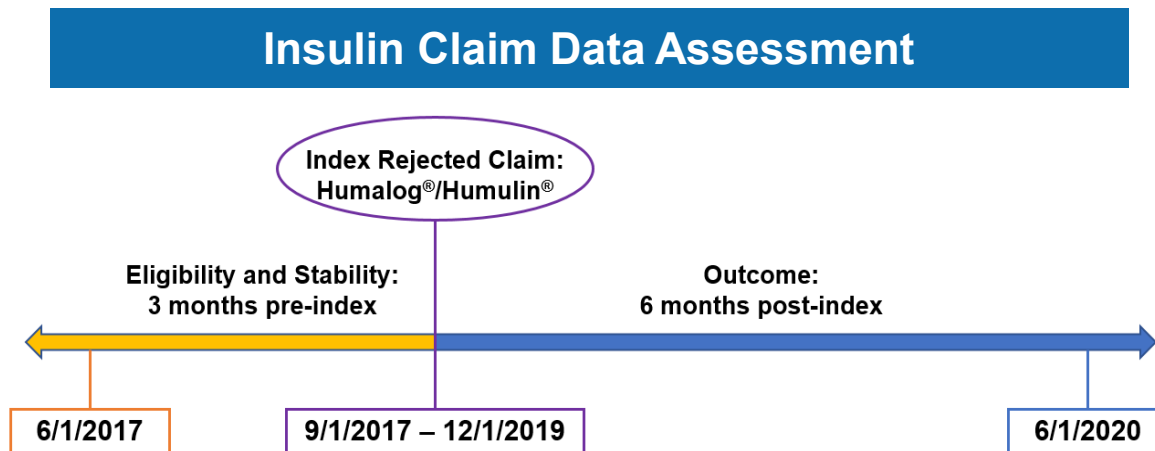 Insulin Claim Data Assessment
Index Rejected Claim:
Humalog®/Humulin®
Eligibility and Stability:
3 months pre-index
Outcome:
6 months post-index
6/1/2017
9/1/2017 – 12/1/2019
6/1/2020